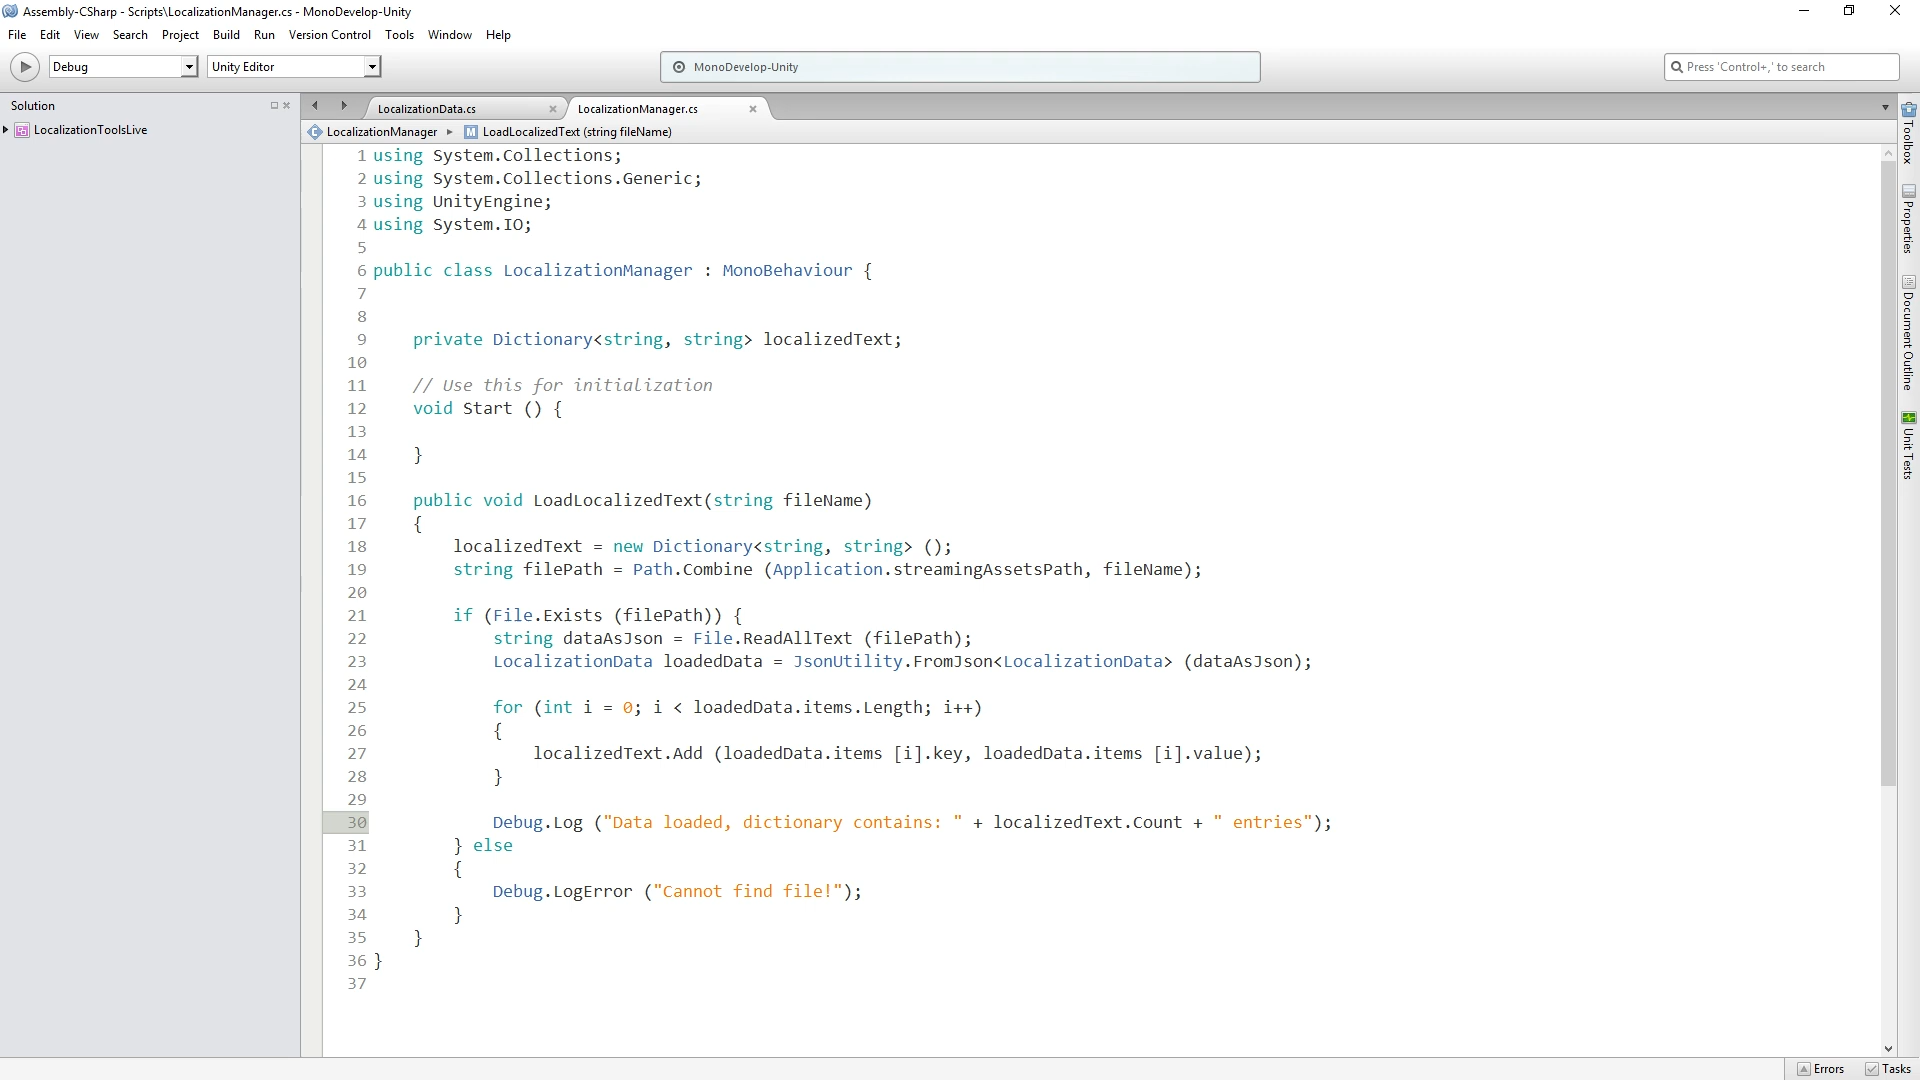 Assembly-CSharp - Scripts\LocalizationManager.cs - MonoDevelop-Unity
File Edit View Search Project Build Run Version Control Tools Window Help
Debug Unity Editor MonoDevelop-Unity Press 'Control+,' to search
Solution
LocalizationToolsLive
LocalizationData.cs LocalizationManager.cs
LocalizationManager LoadLocalizedText (string fileName)
1 using System.Collections;
2 using System.Collections.Generic;
3 using UnityEngine;
4 using System.IO;
5
6 public class LocalizationManager : MonoBehaviour {
7
8
9 private Dictionary<string, string> localizedText;
10
11 // Use this for initialization
12 void Start () {
13
14 }
15
16 public void LoadLocalizedText(string fileName)
17 {
18 localizedText = new Dictionary<string, string> ();
19 string filePath = Path.Combine (Application.streamingAssetsPath, fileName);
20
21 if (File.Exists (filePath)) {
22 string dataAsJson = File.ReadAllText (filePath);
23 LocalizationData loadedData = JsonUtility.FromJson<LocalizationData> (dataAsJson);
24
25 for (int i = 0; i < loadedData.items.Length; i++)
26 {
27 localizedText.Add (loadedData.items [i].key, loadedData.items [i].value);
28 }
29
30 Debug.Log ("Data loaded, dictionary contains: " + localizedText.Count + " entries");
31 } else
32 {
33 Debug.LogError ("Cannot find file!");
34 }
35 }
36 }
37
Toolbox
Properties
Document Outline
Unit Tests
Errors Tasks